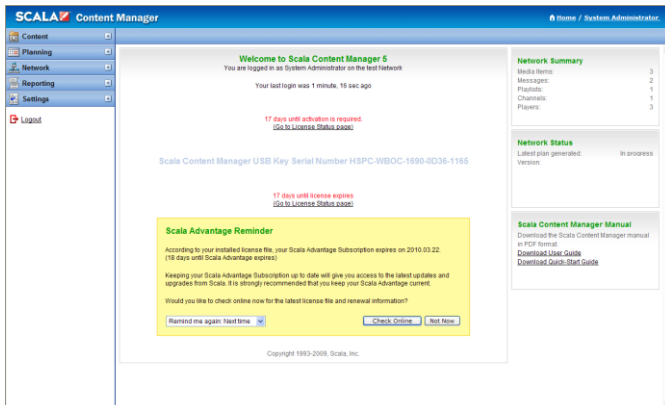 SCALA Content Manager
Home / System Administrator
Content
Planning
Network
Reporting
Settings
Logout
Welcome to Scala Content Manager 5
You are logged in as System Administrator on the test Network
Your last login was 1 minute, 15 sec ago
17 days until activation is required.
(Go to License Status page)
Scala Content Manager USB Key Serial Number HSPC-WBOC-1690-0D36-1165
17 days until license expires
(Go to License Status page)
Scala Advantage Reminder
According to your installed license file, your Scala Advantage Subscription expires on 2010.03.22.
(18 days until Scala Advantage expires)
Keeping your Scala Advantage Subscription up to date will give you access to the latest updates and
upgrades from Scala. It is strongly recommended that you keep your Scala Advantage current.
Would you like to check online now for the latest license file and renewal information?
Remind me again: Next time
Check Online
Not Now
Copyright 1993-2009, Scala, Inc.
Network Summary
Media Items: 3
Messages: 2
Playlists: 1
Channels: 1
Players: 3
Network Status
Latest plan generated: In progress
Version:
Scala Content Manager Manual
Download the Scala Content Manager manual
in PDF format.
Download User Guide
Download Quick-Start Guide